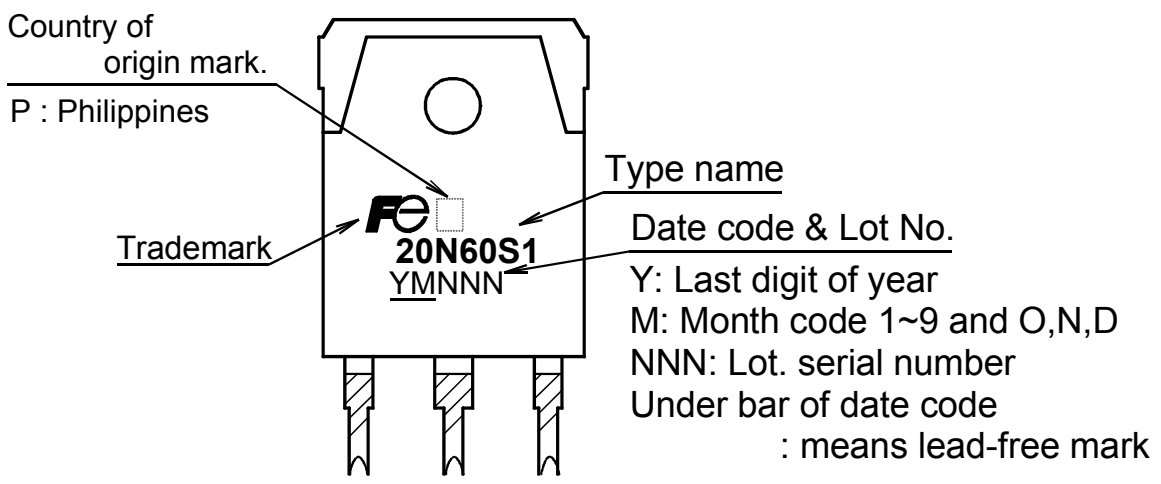 Country of
origin mark.
P : Philippines
Trademark
Fe
20N60S1
YMNNN
Type name
Date code & Lot No.
Y: Last digit of year
M: Month code 1~9 and O,N,D
NNN: Lot. serial number
Under bar of date code
: means lead-free mark